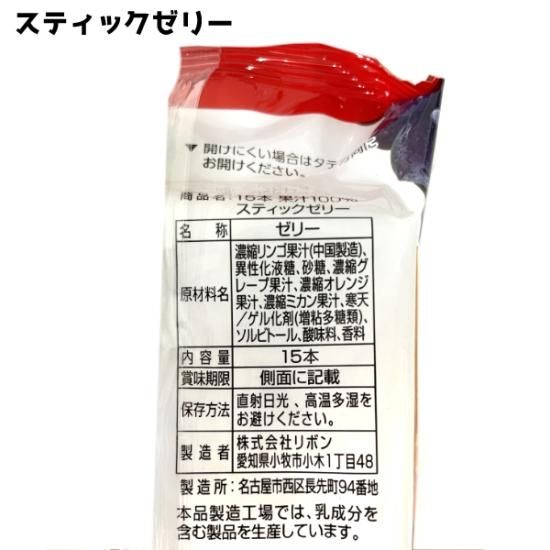 スティックゼリー
▼ 開けにくい場合はタテ方向に
お開けください。
商品名：15本 果汁100%
スティックゼリー
名称 ゼリー
原材料名 濃縮リンゴ果汁(中国製造)、
異性化液糖、砂糖、濃縮グ
レープ果汁、濃縮オレンジ
果汁、濃縮ミカン果汁、寒天
／ゲル化剤(増粘多糖類)、
ソルビトール、酸味料、香料
内容量 15本
賞味期限 側面に記載
保存方法 直射日光、高温多湿を
お避けください。
製造者 株式会社リボン
愛知県小牧市小木1丁目48
製造所：名古屋市西区長先町94番地
本品製造工場では、乳成分を
含む製品を生産しています。